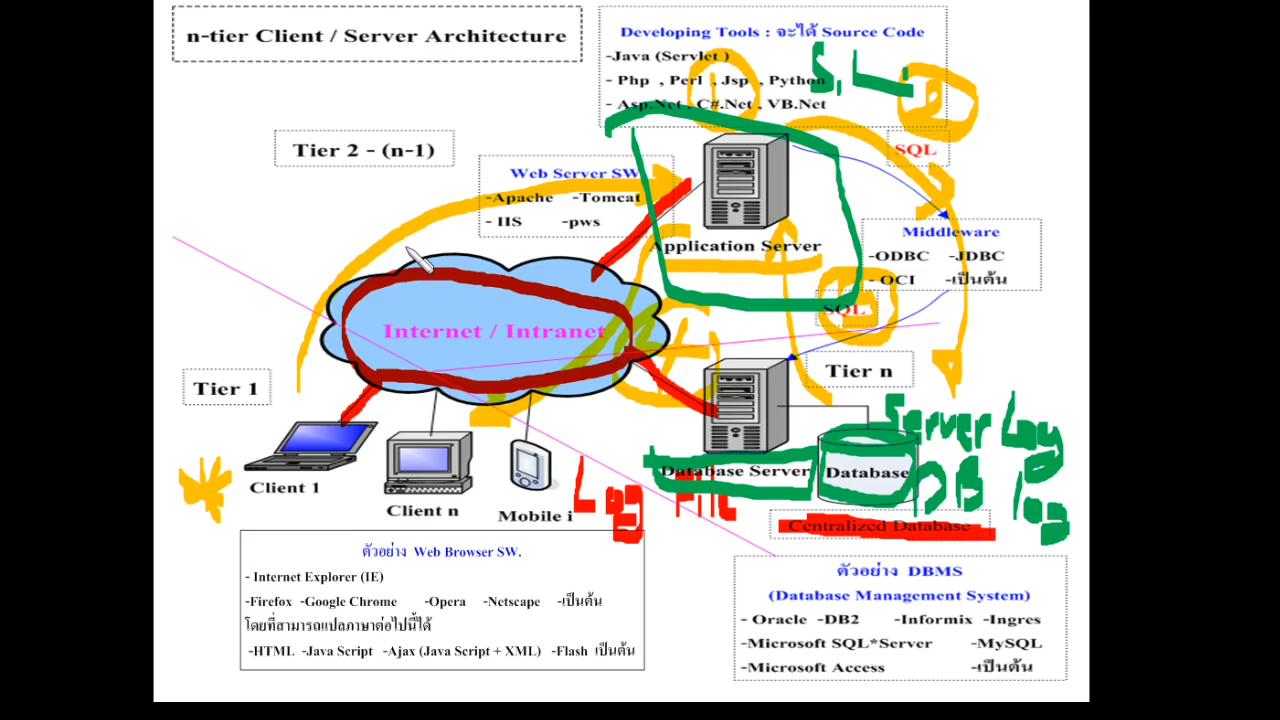 n-tier Client / Server Architecture
Developing Tools : จะได้ Source Code
-Java (Servlet )
- Php , Perl , Jsp , Python
- Asp.Net , C#.Net , VB.Net
Tier 2 - (n-1)
SQL
Web Server SW
-Apache -Tomcat
- IIS -pws
Application Server
Middleware
-ODBC -JDBC
- OCI -เป็นต้น
SQL
Internet / Intranet
Tier 1
Tier n
Server Log
Database Server
Database
DB log
Client 1
Client n
Mobile i
Log File
Centralized Database
ตัวอย่าง Web Browser SW.
- Internet Explorer (IE)
-Firefox -Google Chrome -Opera -Netscape -เป็นต้น
โดยที่สามารถแปลภาษาต่อไปนี้ได้
-HTML -Java Script -Ajax (Java Script + XML) -Flash เป็นต้น
ตัวอย่าง DBMS
(Database Management System)
- Oracle -DB2 -Informix -Ingres
-Microsoft SQL*Server -MySQL
-Microsoft Access -เป็นต้น